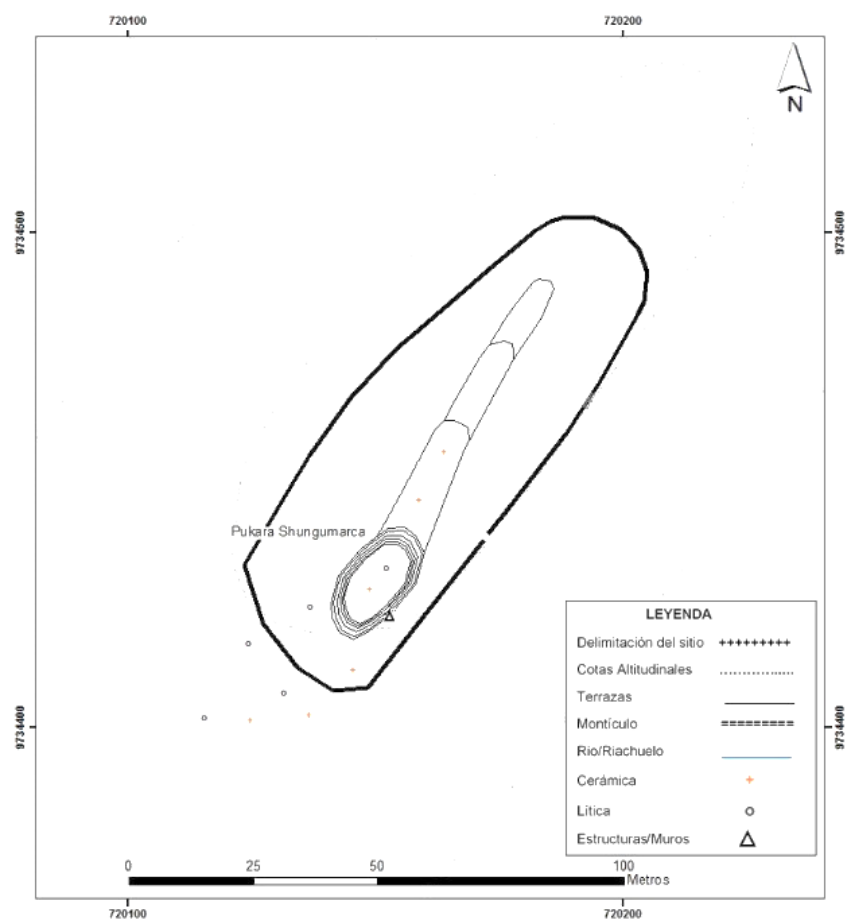 720100 720200
N
9734500 9734500
Pukara Shungumarca
9734400 9734400
LEYENDA
Delimitación del sitio
Cotas Altitudinales
Terrazas
Montículo
Rio/Riachuelo
Cerámica
Lítica
Estructuras/Muros
0 25 50 100
Metros
720100 720200